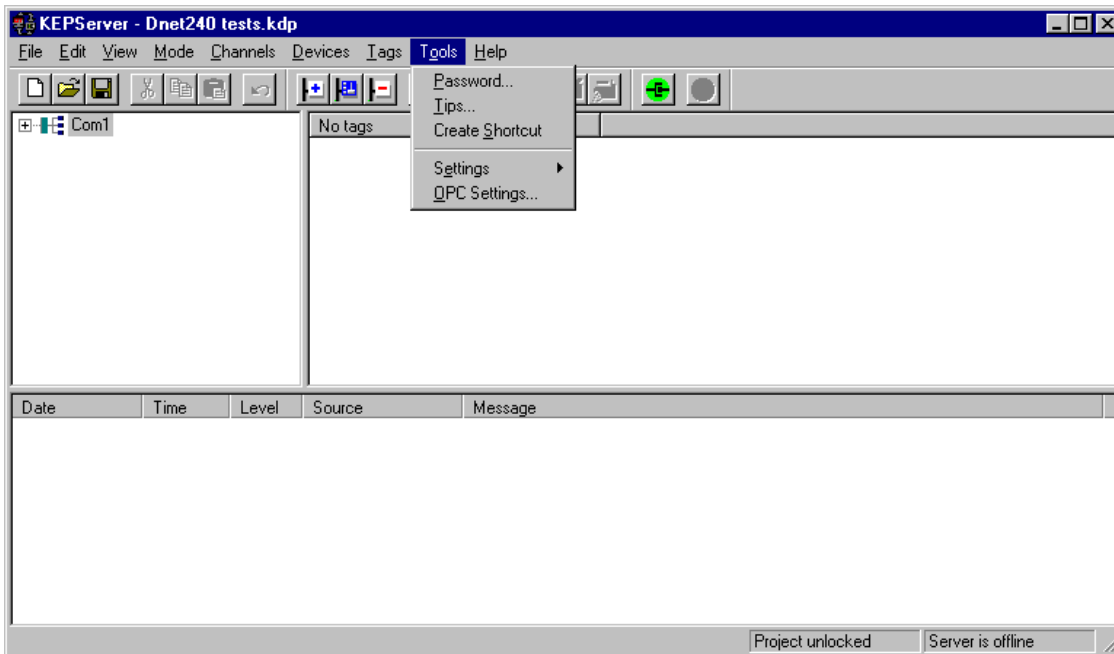 KEPServer - Dnet240 tests.kdp
File Edit View Mode Channels Devices Tags Tools Help
Password...
Tips...
Create Shortcut
Settings
OPC Settings...
Com1
No tags
Date Time Level Source Message
Project unlocked Server is offline